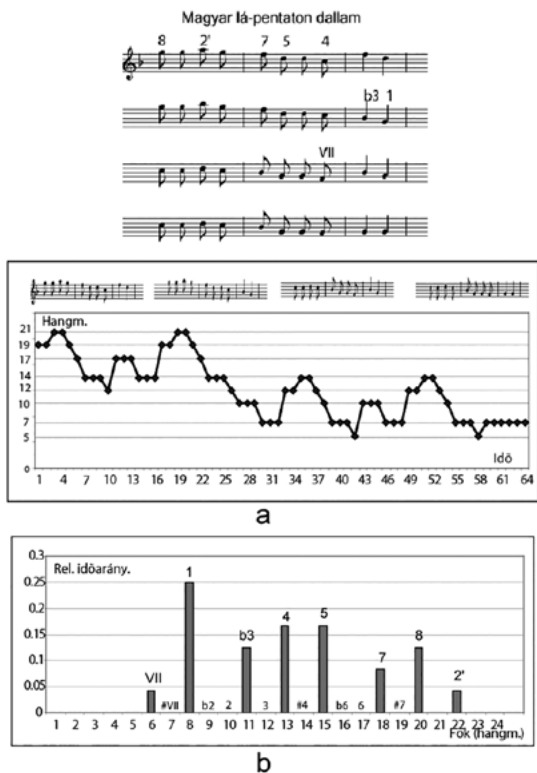 Magyar lá-pentaton dallam
8 2' 7 5 4
b3 1
VII
Hangm.
21
19
17
14
12
10
7
5
0
Idő
1 4 7 10 13 16 19 22 25 28 31 34 37 40 43 46 49 52 55 58 61 64
a
0.3
Rel. időarány.
0.25
0.2
0.15
0.1
0.05
0
VII #VII 1 b2 2 b3 3 4 #4 5 b6 6 7 #7 8 2'
1 2 3 4 5 6 7 8 9 10 11 12 13 14 15 16 17 18 19 20 21 22 23 24
Fok (hangm.)
b